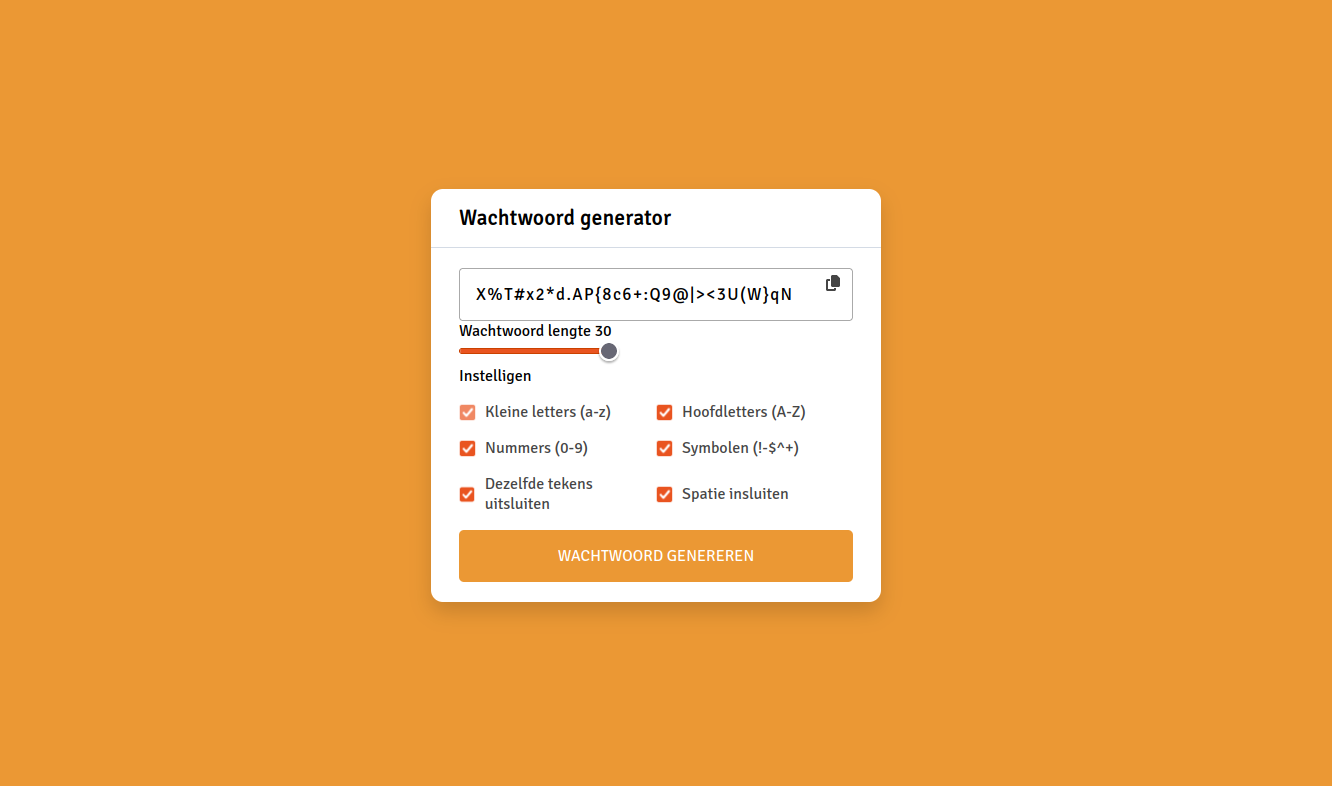 Wachtwoord generator
X%T#x2*d.AP{8c6+:Q9@|><3U(W}qN
Wachtwoord lengte 30
Instelligen
Kleine letters (a-z)
Hoofdletters (A-Z)
Nummers (0-9)
Symbolen (!-$^+)
Dezelfde tekens
uitsluiten
Spatie insluiten
WACHTWOORD GENEREREN